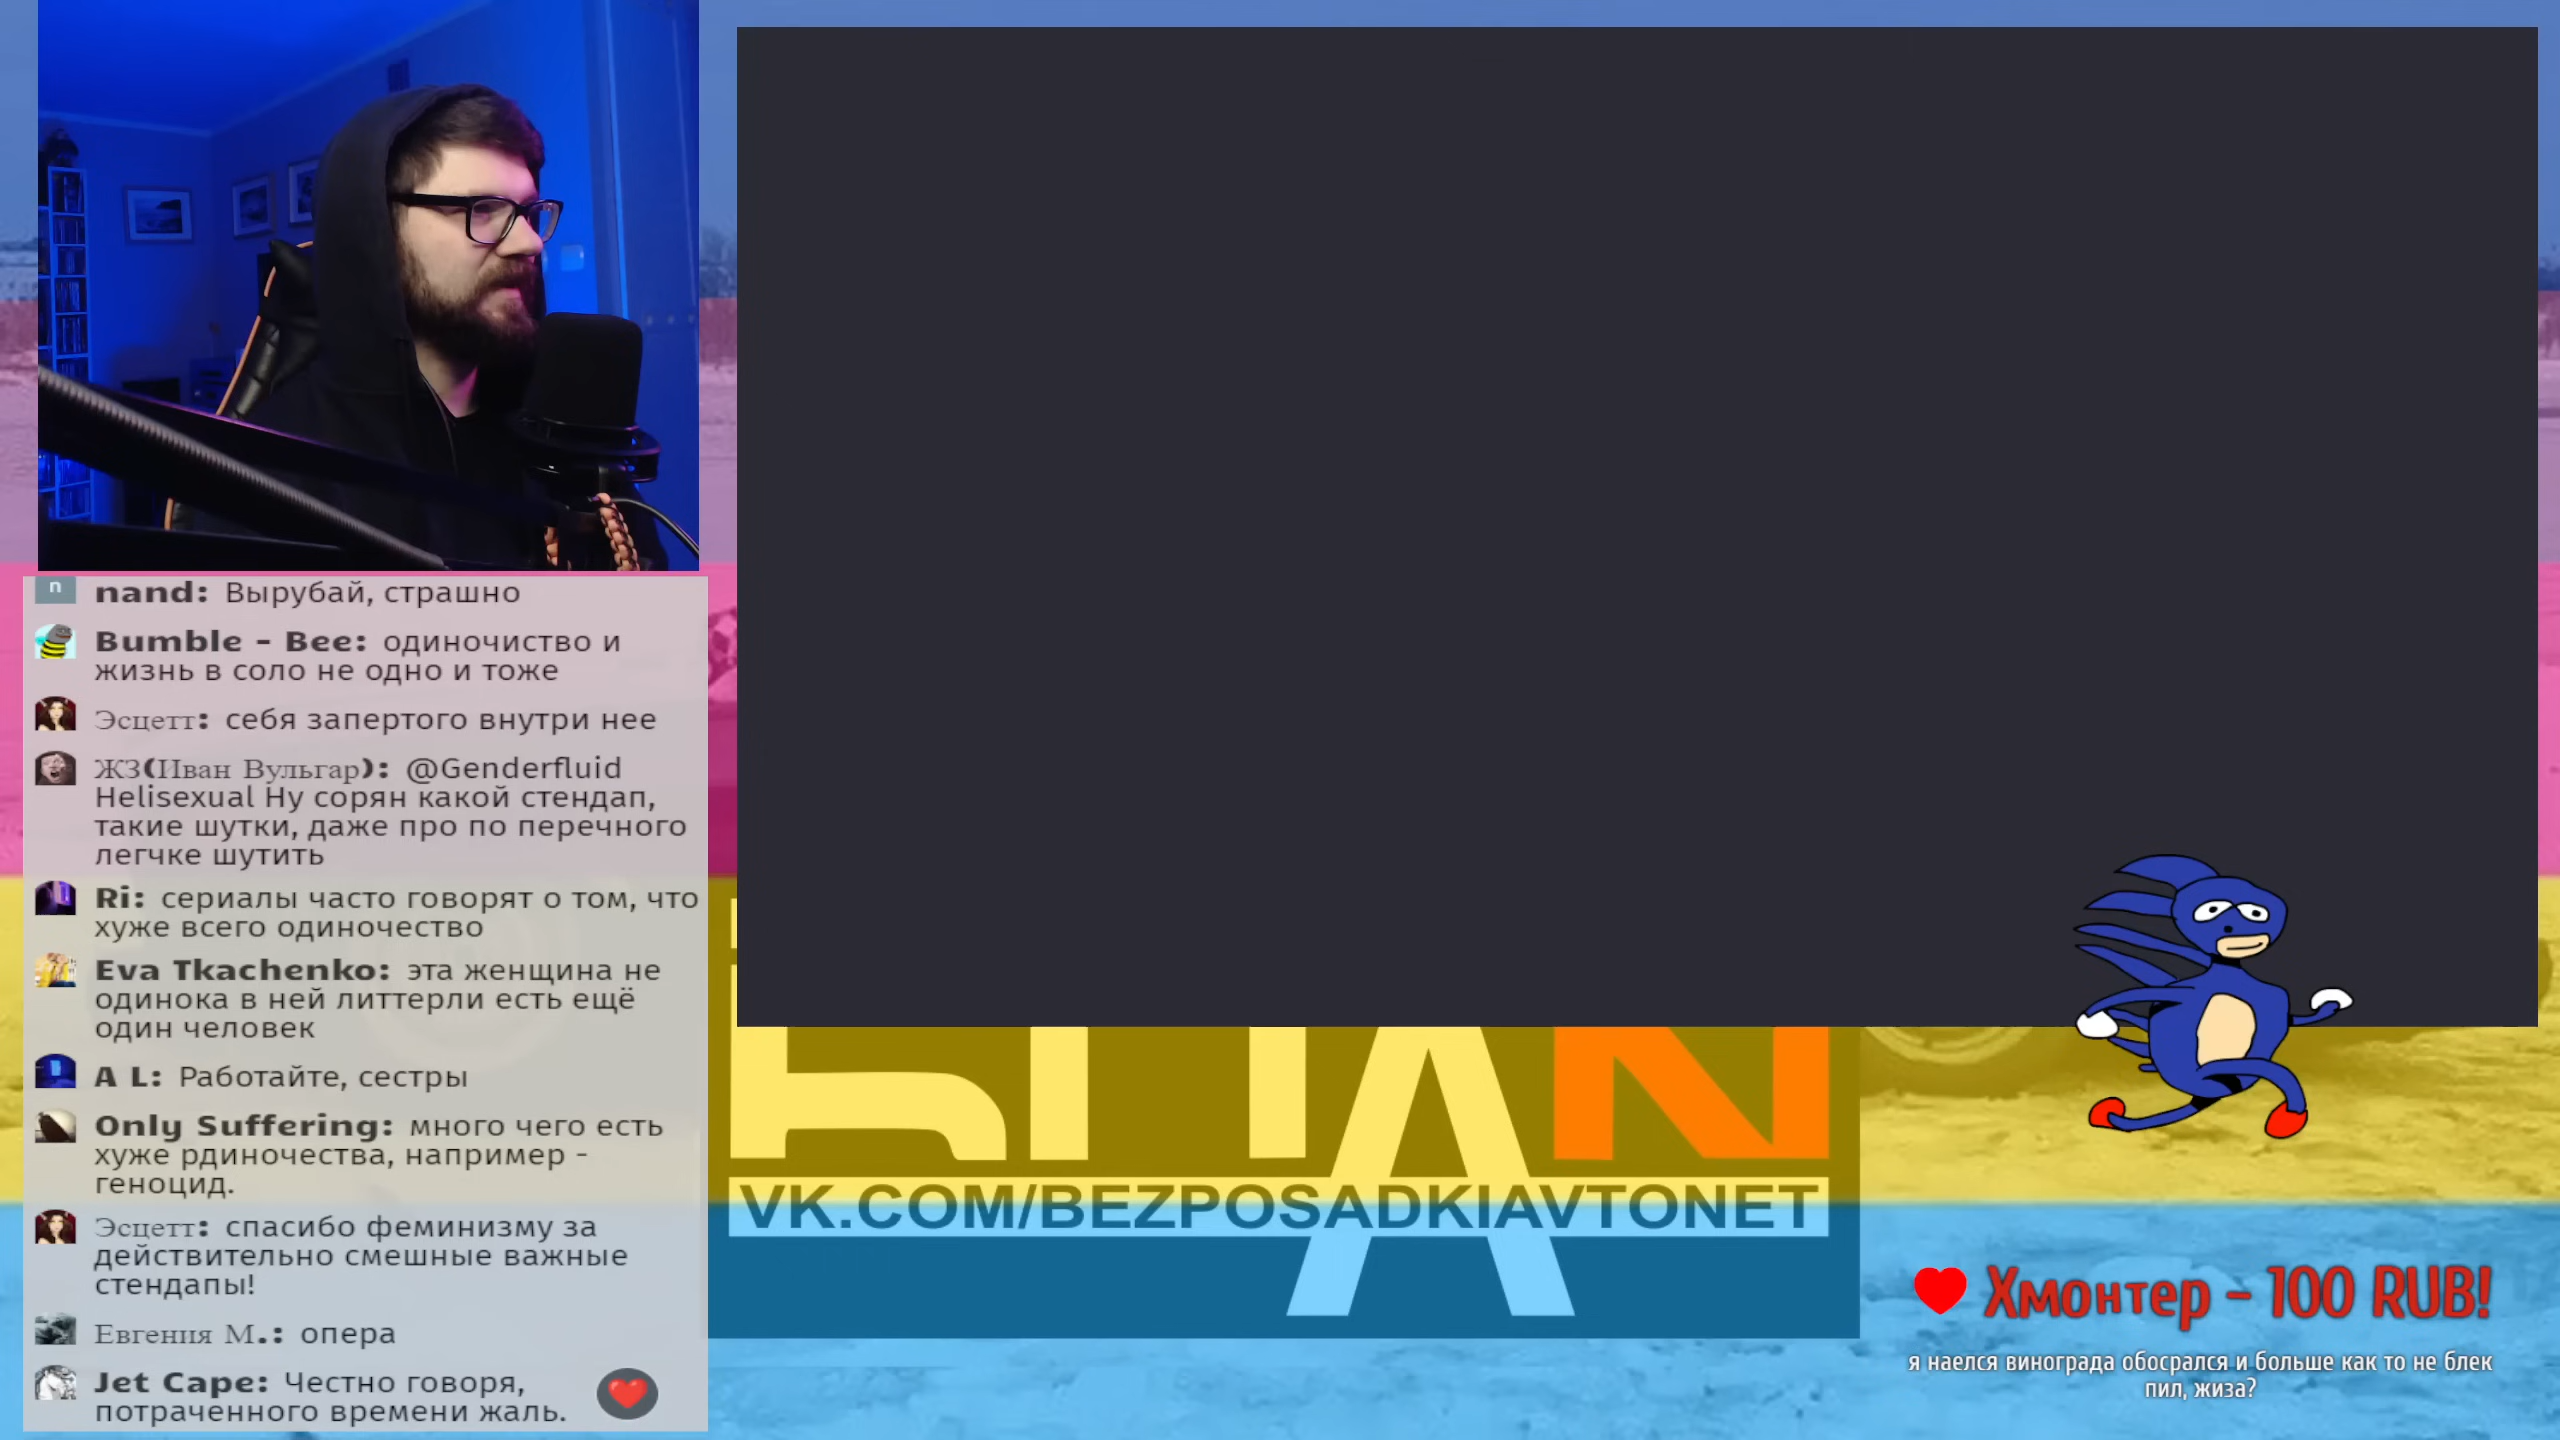 n
nand: Вырубай, страшно
Bumble - Bee: одиночиство и
жизнь в соло не одно и тоже
Эсцетт: себя запертого внутри нее
ЖЗ(Иван Вульгар): @Genderfluid
Helisexual Ну сорян какой стендап,
такие шутки, даже про по перечного
легчке шутить
Ri: сериалы часто говорят о том, что
хуже всего одиночество
Eva Tkachenko: эта женщина не
одинока в ней литтерли есть ещё
один человек
A L: Работайте, сестры
Only Suffering: много чего есть
хуже рдиночества, например -
геноцид.
Эсцетт: спасибо феминизму за
действительно смешные важные
стендапы!
Евгения М.: опера
Jet Cape: Честно говоря,
потраченного времени жаль.
VK.COM/BEZPOSADKIAVTONET
Хмонтер - 100 RUB!
я наелся винограда обосрался и больше как то не блек
пил, жиза?